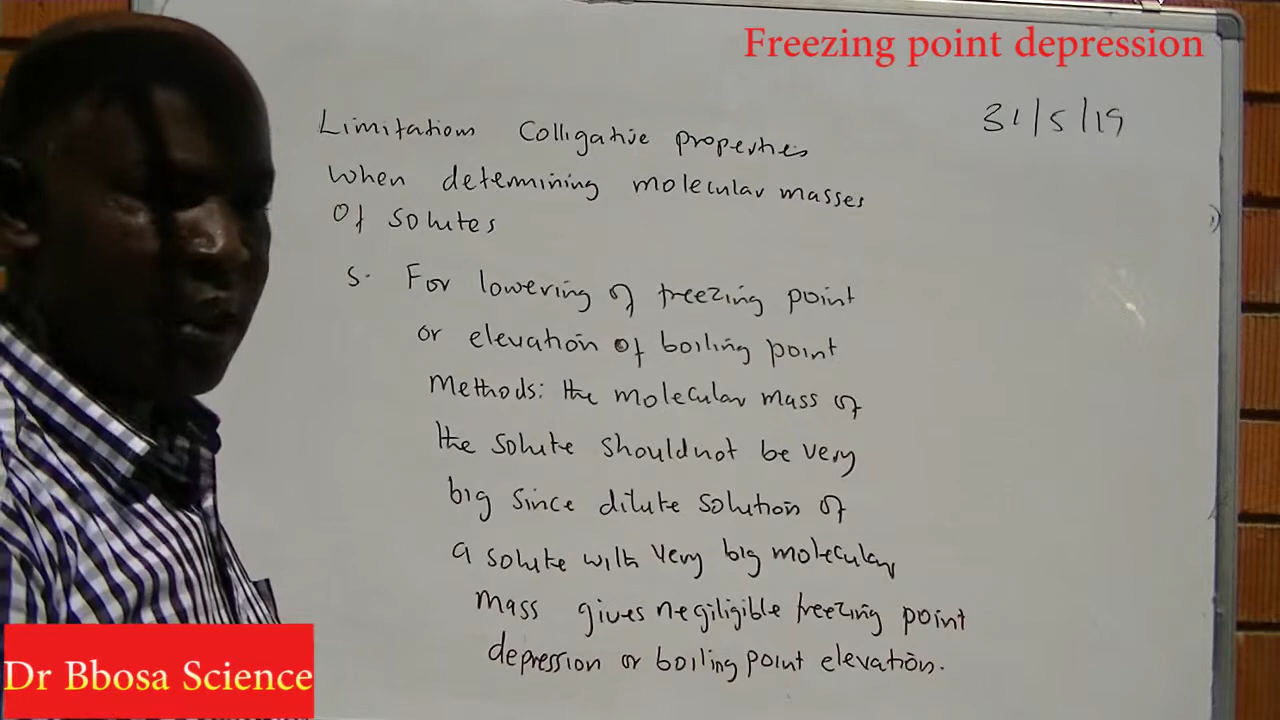 Freezing point depression
31/5/19
Limitations Colligative properties
when determining molecular masses
Of solutes
5. For lowering of freezing point
or elevation of boiling point
Methods: the molecular mass of
the solute shouldnot be very
big since dilute solution of
a solute with very big molecular
mass gives negiligible freezing point
depression or boiling point elevation.
Dr Bbosa Science